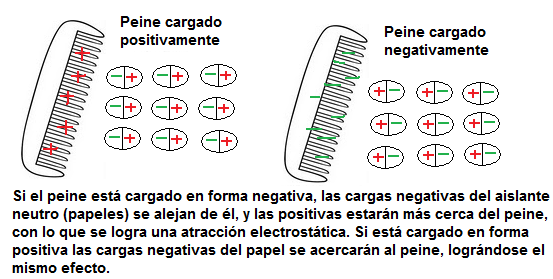 Peine cargado
positivamente
Peine cargado
negativamente
Si el peine está cargado en forma negativa, las cargas negativas del aislante
neutro (papeles) se alejan de él, y las positivas estarán más cerca del peine,
con lo que se logra una atracción electrostática. Si está cargado en forma
positiva las cargas negativas del papel se acercarán al peine, lográndose el
mismo efecto.